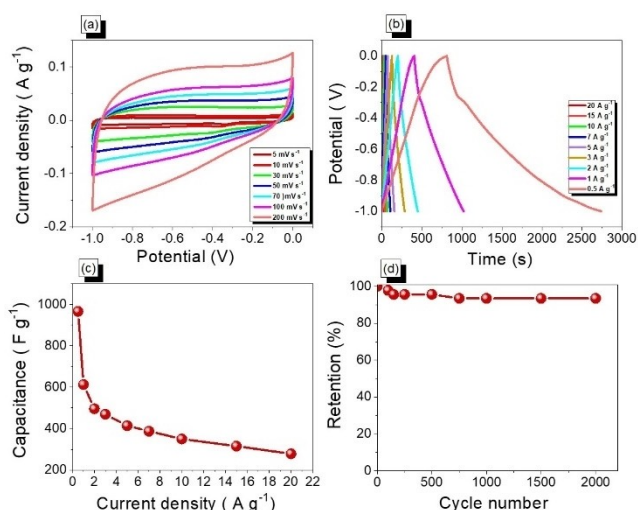 (a)
Current density ( A g⁻¹)
0.1
0.0
-0.1
-0.2
-1.0 -0.8 -0.6 -0.4 -0.2 0.0
Potential (V)
5 mV s⁻¹
10 mV s⁻¹
30 mV s⁻¹
50 mV s⁻¹
70 )mV s⁻¹
100 mV s⁻¹
200 mV s⁻¹
(b)
Potential (-V)
0.0
-0.2
-0.4
-0.6
-0.8
-1.0
0 500 1000 1500 2000 2500 3000
Time (s)
20 A g⁻¹
15 A g⁻¹
10 A g⁻¹
7 A g⁻¹
5 A g⁻¹
3 A g⁻¹
2 A g⁻¹
1 A g⁻¹
0.5 A g⁻¹
(c)
Capacitance ( F g⁻¹)
1000
800
600
400
200
0 2 4 6 8 10 12 14 16 18 20 22
Current density ( A g⁻¹)
(d)
Retention (%)
100
80
60
40
20
0
0 500 1000 1500 2000
Cycle number